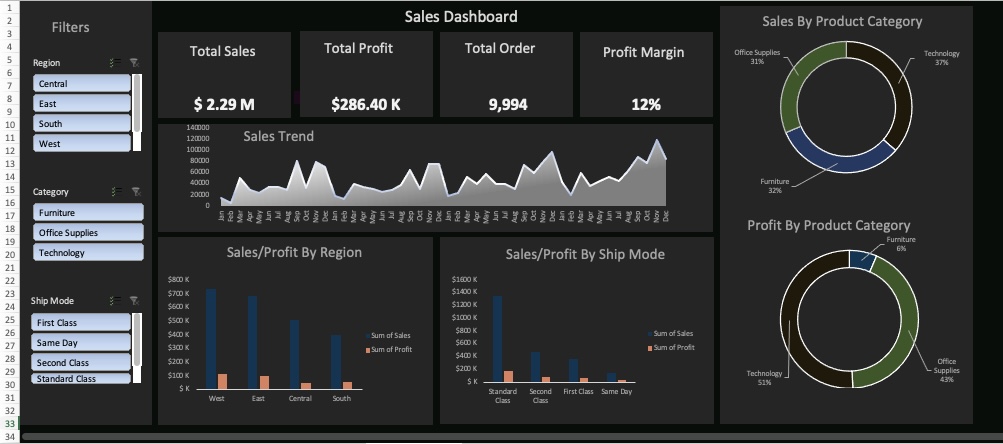 1
2
3
4
5
6
7
8
9
10
11
12
13
14
15
16
17
18
19
20
21
22
23
24
25
26
27
28
29
30
31
32
33
34
Filters
Region
Central
East
South
West
Category
Furniture
Office Supplies
Technology
Ship Mode
First Class
Same Day
Second Class
Standard Class
Sales Dashboard
Total Sales
$ 2.29 M
Total Profit
$286.40 K
Total Order
9,994
Profit Margin
12%
Sales Trend
140000
120000
100000
80000
60000
40000
20000
0
Jan Feb Mar Apr May Jun Jul Aug Sep Oct Nov Dec Jan Feb Mar Apr May Jun Jul Aug Sep Oct Nov Dec Jan Feb Mar Apr May Jun Jul Aug Sep Oct Nov Dec Jan Feb Mar Apr May Jun Jul Aug Sep Oct Nov Dec
Sales/Profit By Region
$800 K
$700 K
$600 K
$500 K
$400 K
$300 K
$200 K
$100 K
$ K
West East Central South
Sum of Sales
Sum of Profit
Sales/Profit By Ship Mode
$1600 K
$1400 K
$1200 K
$1000 K
$800 K
$600 K
$400 K
$200 K
$ K
Standard Class
Second Class
First Class
Same Day
Sum of Sales
Sum of Profit
Sales By Product Category
Office Supplies
31%
Technology
37%
Furniture
32%
Profit By Product Category
Furniture
6%
Technology
51%
Office
Supplies
43%